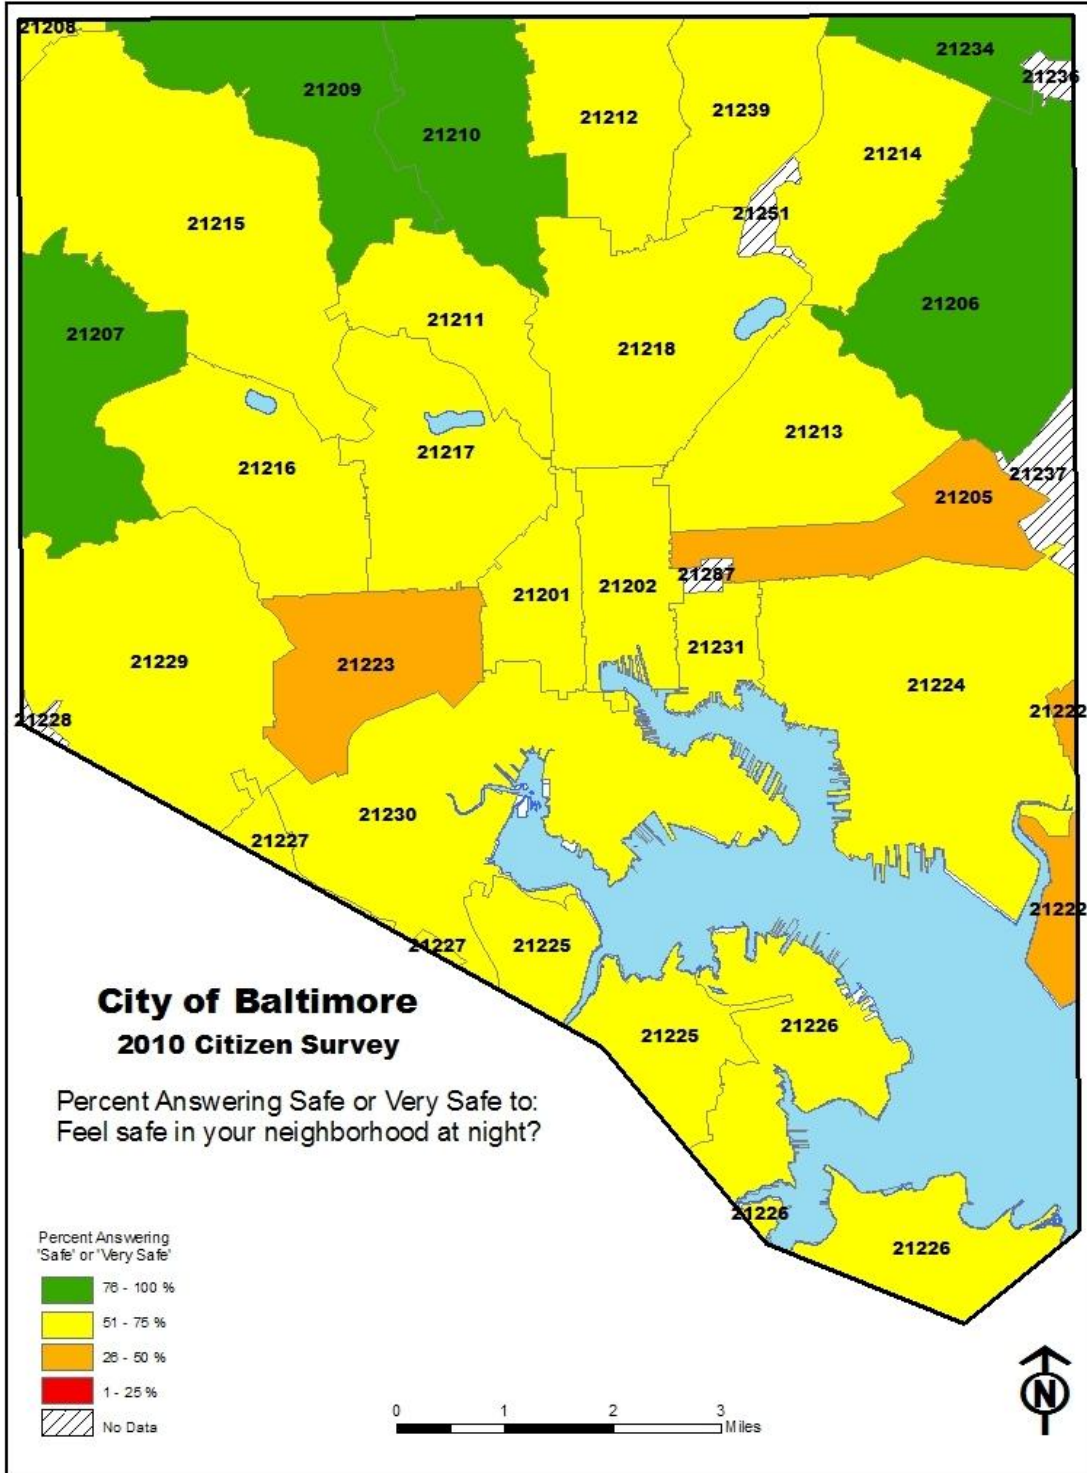 21208
21234
21236
21209
21210
21212
21239
21214
21251
21215
21206
21207
21211
21218
21213
21217
21216
21237
21205
21287
21201
21202
21231
21229
21223
21224
21228
21222
21230
21227
21222
21227
21225
City of Baltimore
2010 Citizen Survey
21225
21226
Percent Answering Safe or Very Safe to:
Feel safe in your neighborhood at night?
21226
21226
Percent Answering
'Safe' or 'Very Safe'
76 - 100 %
51 - 75 %
26 - 50 %
1 - 25 %
No Data
0 1 2 3
Miles
N